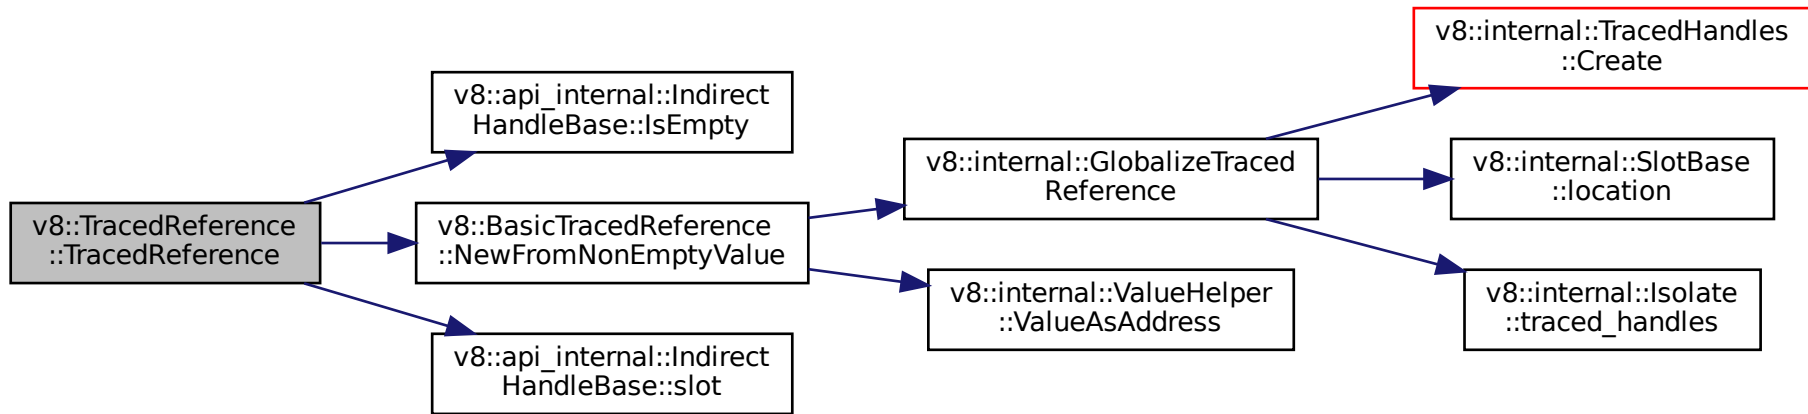 v8::TracedReference
::TracedReference
v8::api_internal::Indirect
HandleBase::IsEmpty
v8::BasicTracedReference
::NewFromNonEmptyValue
v8::api_internal::Indirect
HandleBase::slot
v8::internal::GlobalizeTraced
Reference
v8::internal::ValueHelper
::ValueAsAddress
v8::internal::TracedHandles
::Create
v8::internal::SlotBase
::location
v8::internal::Isolate
::traced_handles